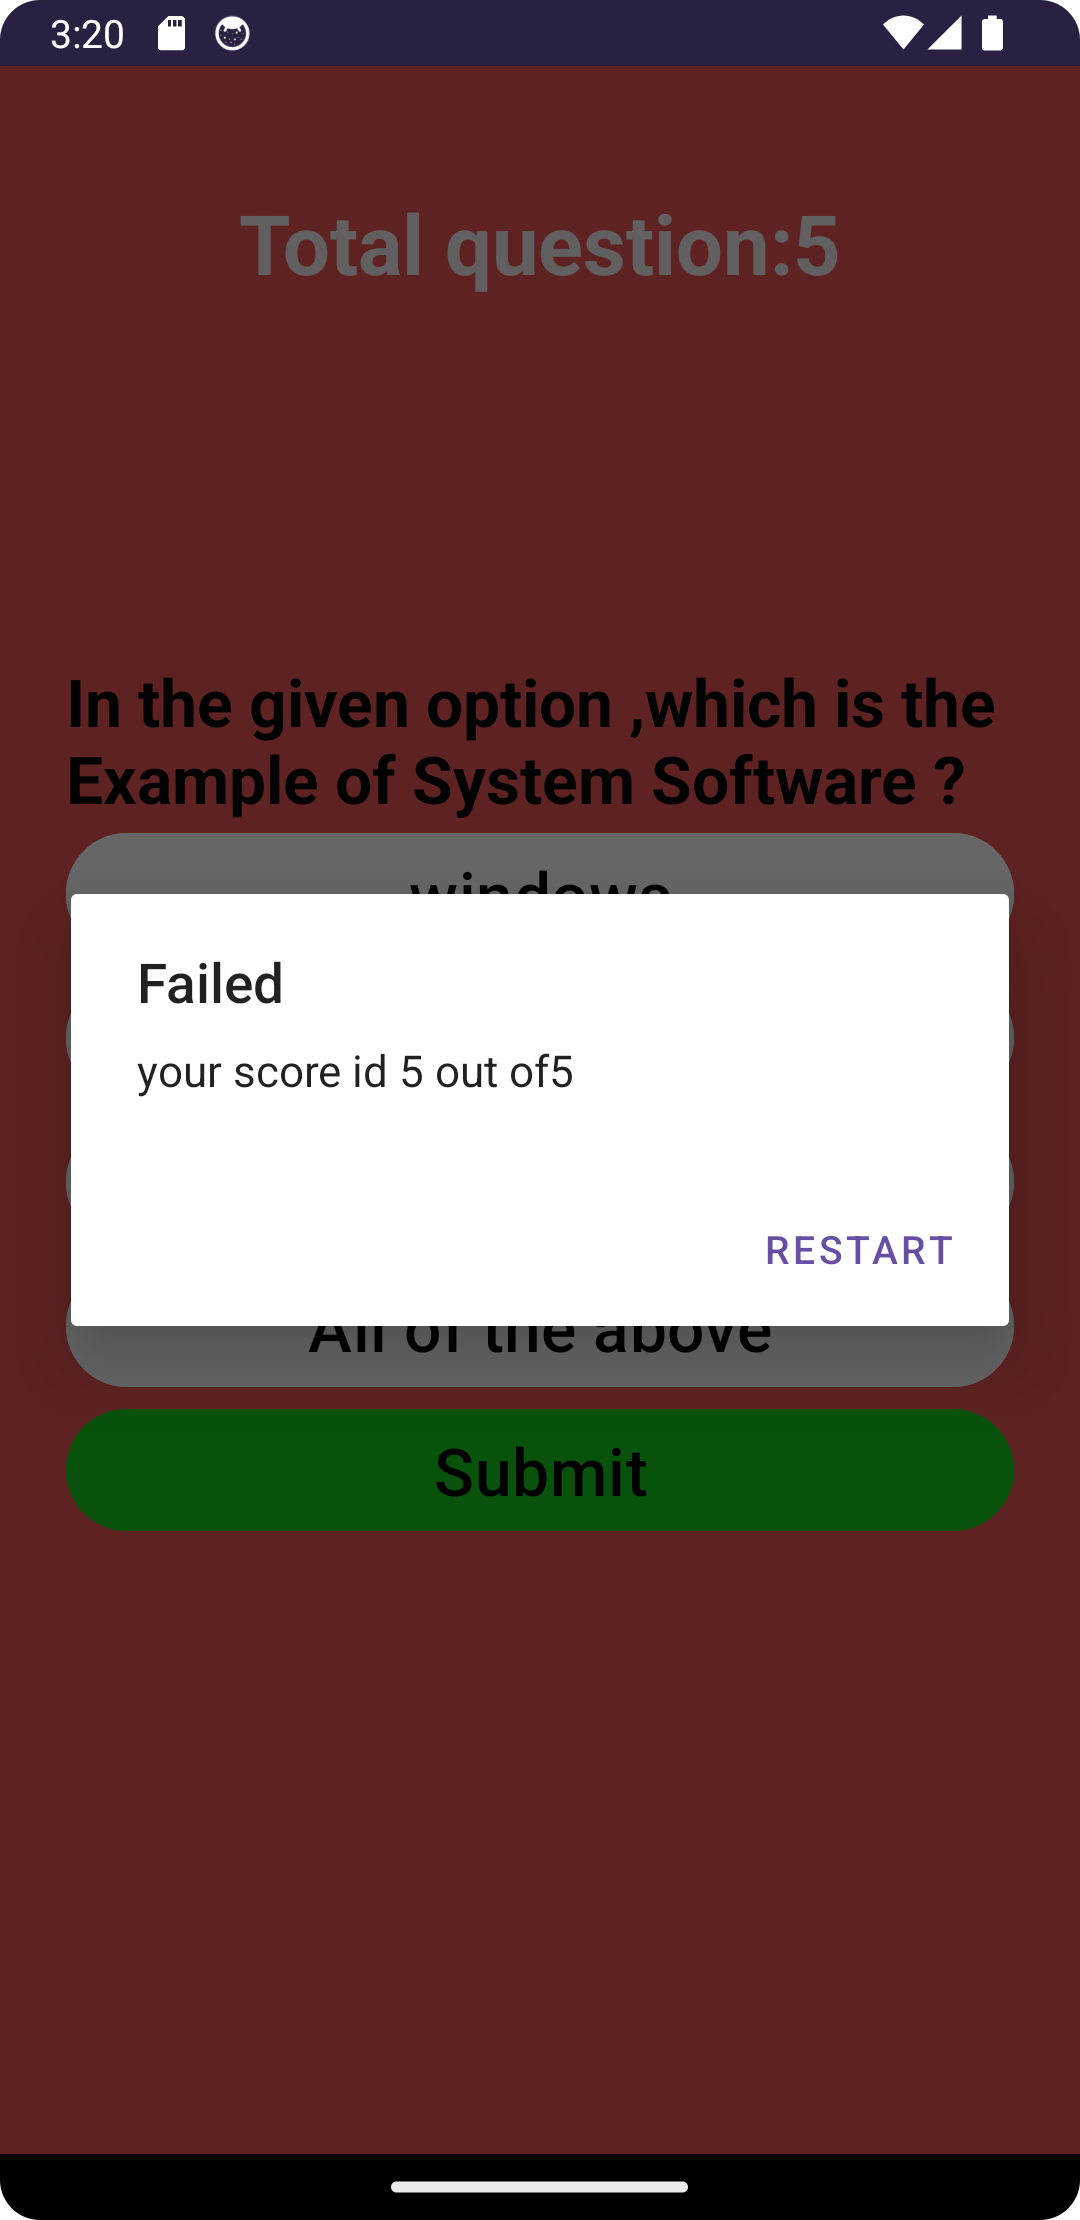 3:20
Total question:5
In the given option ,which is the
Example of System Software ?
windows
Failed
your score id 5 out of5
RESTART
All of the above
Submit